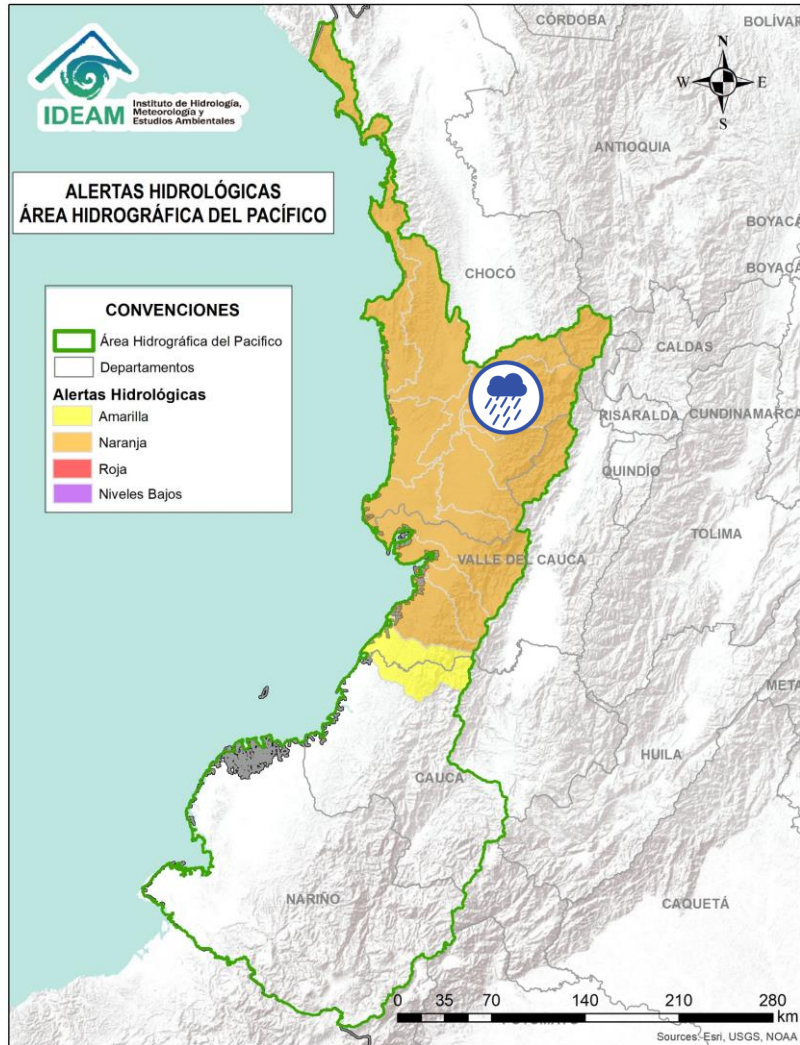 IDEAM
Instituto de Hidrología,
Meteorología y
Estudios Ambientales
ALERTAS HIDROLÓGICAS
ÁREA HIDROGRÁFICA DEL PACÍFICO
CONVENCIONES
Área Hidrográfica del Pacifico
Departamentos
Alertas Hidrológicas
Amarilla
Naranja
Roja
Niveles Bajos
N
W E
S
CÓRDOBA
BOLÍVAR
ANTIOQUIA
BOYACÁ
CHOCÓ
BOYACÁ
CALDAS
RISARALDA
CUNDINAMARCA
QUINDÍO
TOLIMA
VALLE DEL CAUCA
META
HUILA
CAUCA
NARIÑO
CAQUETÁ
0 35 70 140 210 280
km
Sources: Esri, USGS, NOAA